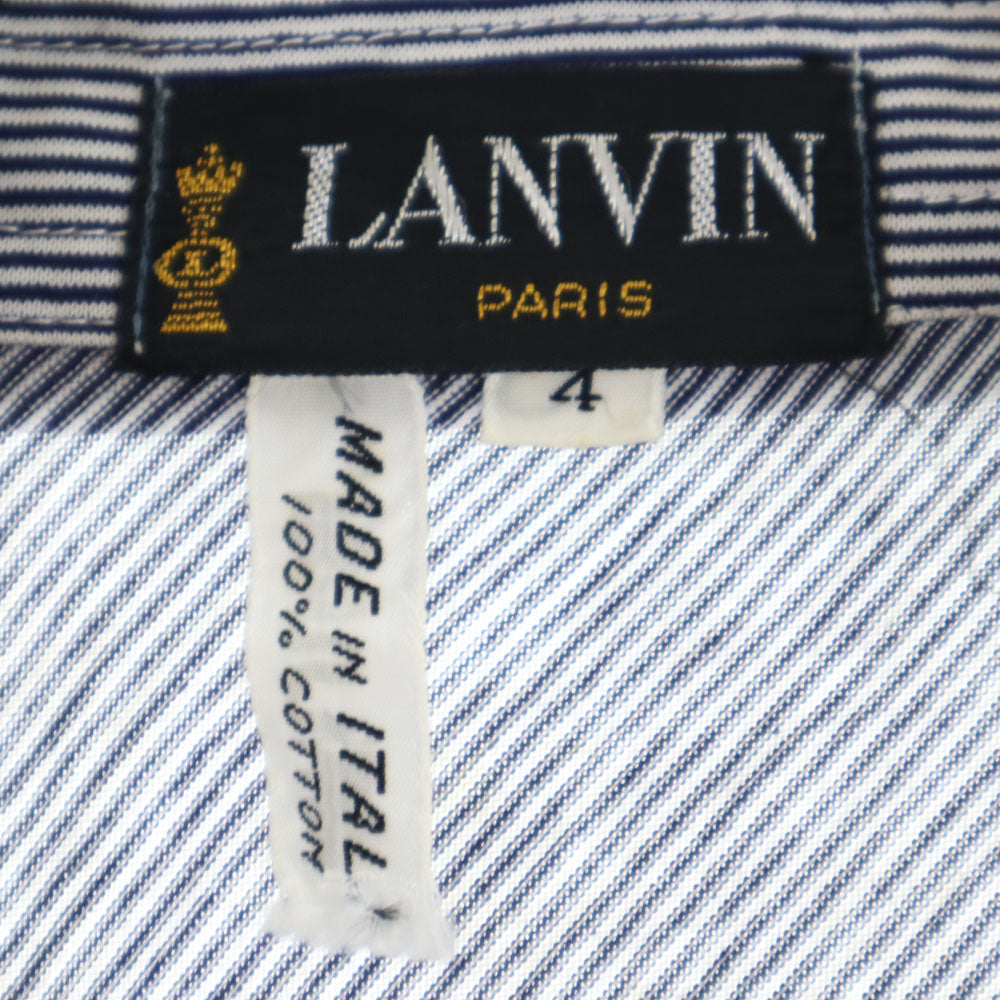 LANVIN
PARIS
4
MADE IN ITAL
100% COTTON